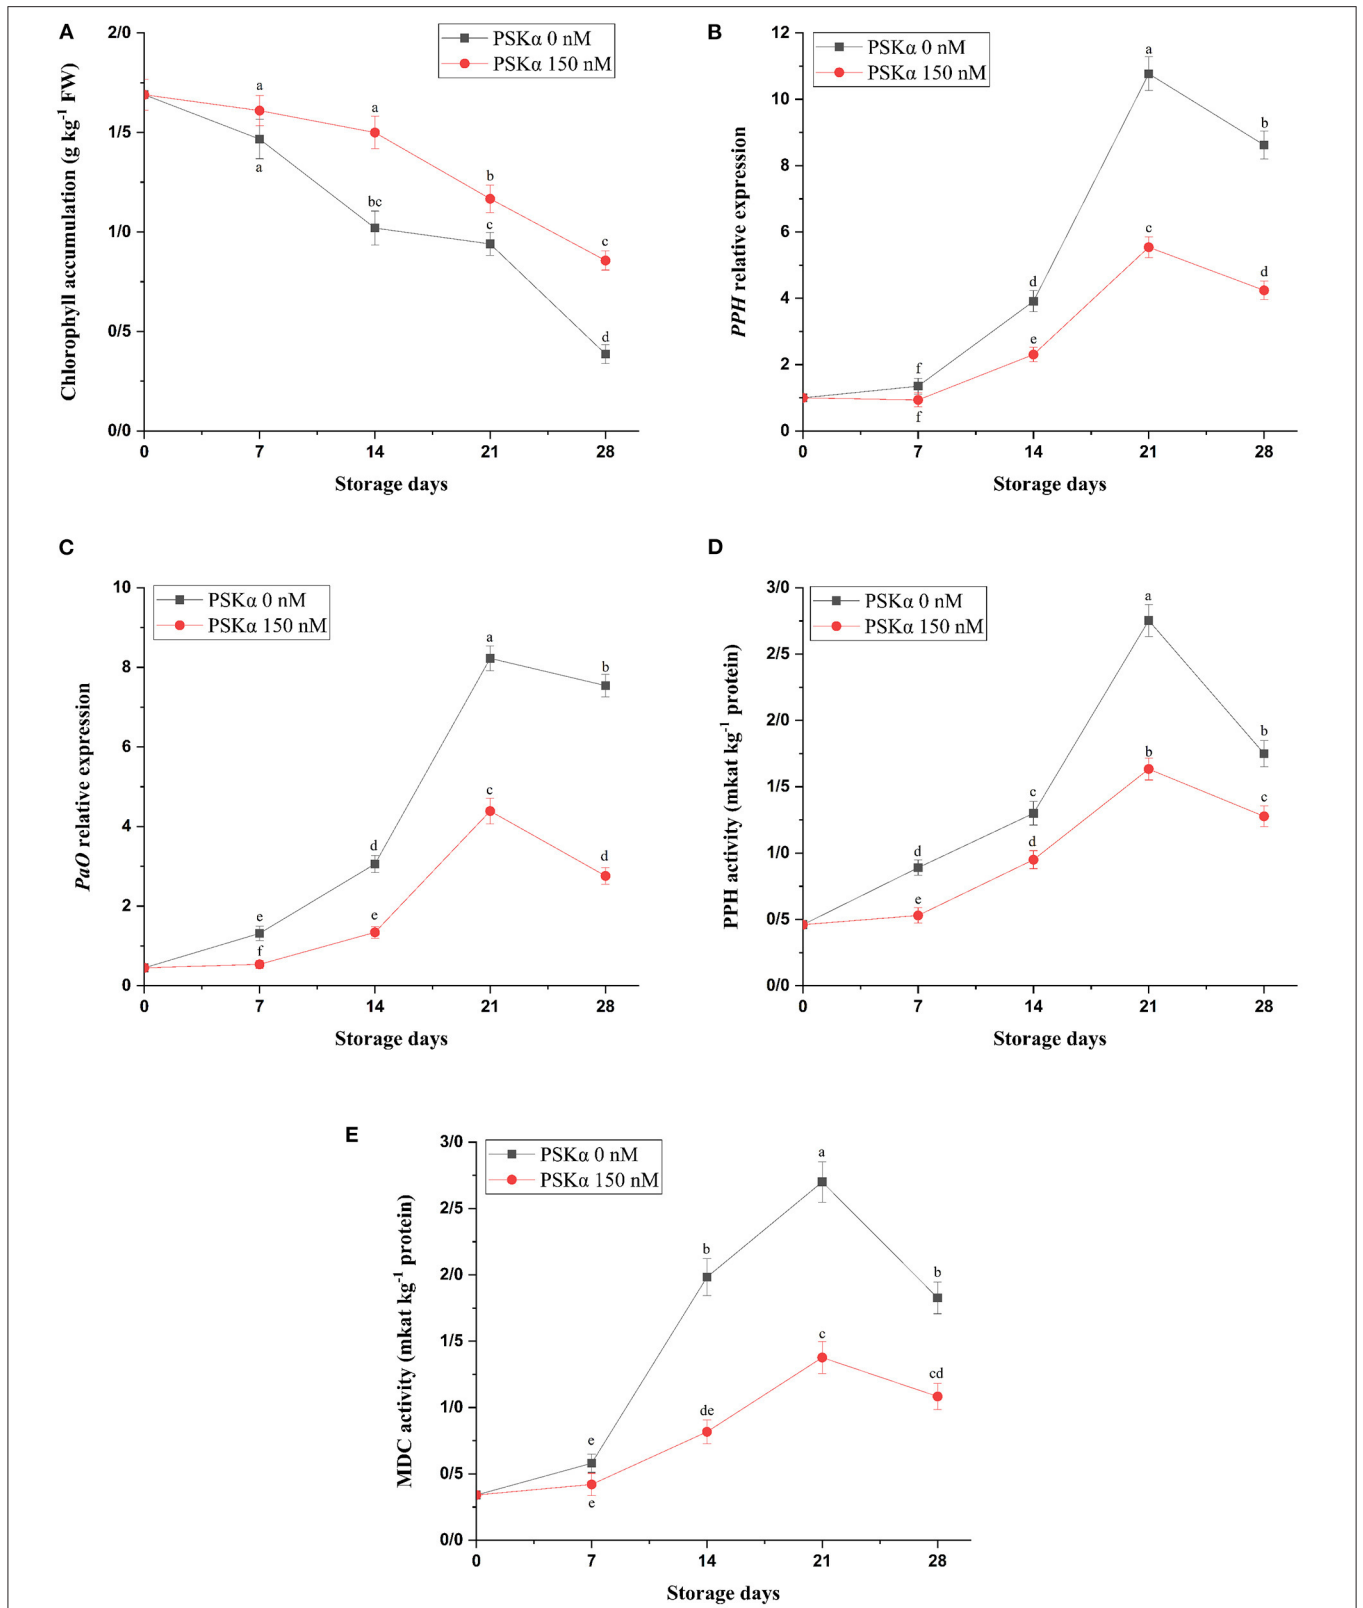 A
2/0
1/5
1/0
0/5
0/0
Chlorophyll accumulation (g kg⁻¹ FW)
PSKα 0 nM
PSKα 150 nM
a
a
a
bc
b
c
c
d
0 7 14 21 28
Storage days
B
12
10
8
6
4
2
0
PPH relative expression
PSKα 0 nM
PSKα 150 nM
a
b
c
d
d
e
f
f
0 7 14 21 28
Storage days
C
10
8
6
4
2
0
PaO relative expression
PSKα 0 nM
PSKα 150 nM
a
b
c
d
d
e
e
f
0 7 14 21 28
Storage days
D
3/0
2/5
2/0
1/5
1/0
0/5
0/0
PPH activity (mkat kg⁻¹ protein)
PSKα 0 nM
PSKα 150 nM
a
b
b
c
c
d
d
e
0 7 14 21 28
Storage days
E
3/0
2/5
2/0
1/5
1/0
0/5
0/0
MDC activity (mkat kg⁻¹ protein)
PSKα 0 nM
PSKα 150 nM
a
b
b
c
cd
de
e
e
0 7 14 21 28
Storage days